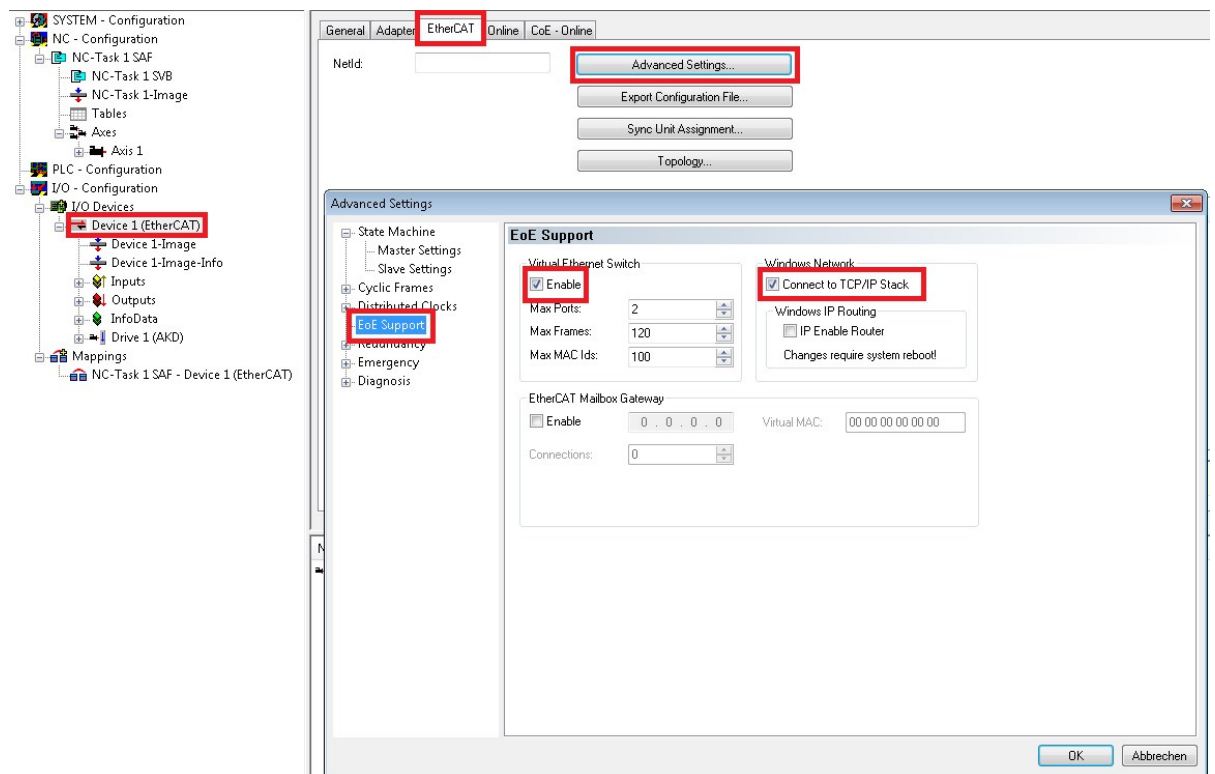 SYSTEM - Configuration
NC - Configuration
NC-Task 1 SAF
NC-Task 1 SVB
NC-Task 1-Image
Tables
Axes
Axis 1
PLC - Configuration
I/O - Configuration
I/O Devices
Device 1 (EtherCAT)
Device 1-Image
Device 1-Image-Info
Inputs
Outputs
InfoData
Drive 1 (AKD)
Mappings
NC-Task 1 SAF - Device 1 (EtherCAT)
General Adapter EtherCAT Online CoE - Online
NetId:
Advanced Settings...
Export Configuration File...
Sync Unit Assignment...
Topology...
Advanced Settings
State Machine
Master Settings
Slave Settings
Cyclic Frames
Distributed Clocks
EoE Support
Redundancy
Emergency
Diagnosis
EoE Support
Virtual Ethernet Switch
Enable
Max Ports: 2
Max Frames: 120
Max MAC Ids: 100
Windows Network
Connect to TCP/IP Stack
Windows IP Routing
IP Enable Router
Changes require system reboot!
EtherCAT Mailbox Gateway
Enable 0 . 0 . 0 . 0 Virtual MAC: 00 00 00 00 00 00
Connections: 0
OK Abbrechen